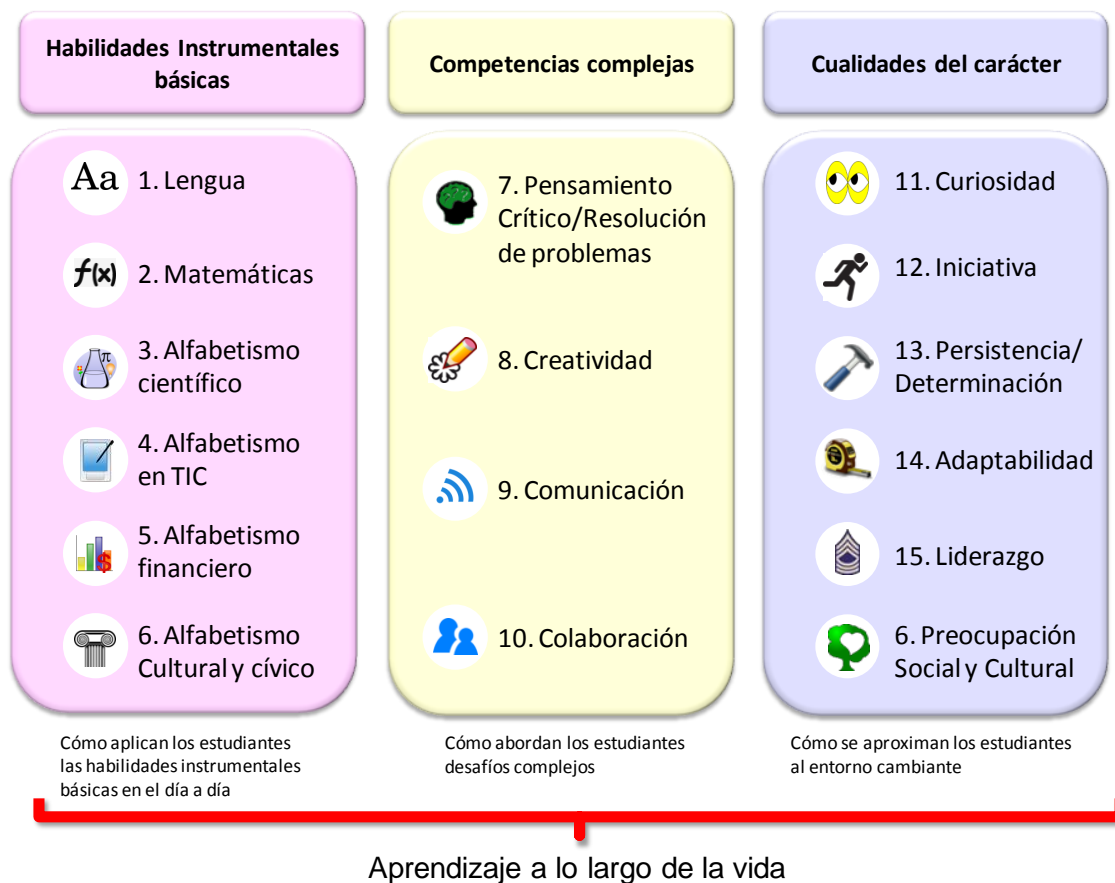 Habilidades Instrumentales
básicas
Aa 1. Lengua
f(x) 2. Matemáticas
π
3. Alfabetismo
científico
4. Alfabetismo
en TIC
$
5. Alfabetismo
financiero
6. Alfabetismo
Cultural y cívico
Cómo aplican los estudiantes
las habilidades instrumentales
básicas en el día a día
Competencias complejas
7. Pensamiento
Crítico/Resolución
de problemas
8. Creatividad
9. Comunicación
10. Colaboración
Cómo abordan los estudiantes
desafíos complejos
Cualidades del carácter
11. Curiosidad
12. Iniciativa
13. Persistencia/
Determinación
14. Adaptabilidad
15. Liderazgo
6. Preocupación
Social y Cultural
Cómo se aproximan los estudiantes
al entorno cambiante
Aprendizaje a lo largo de la vida